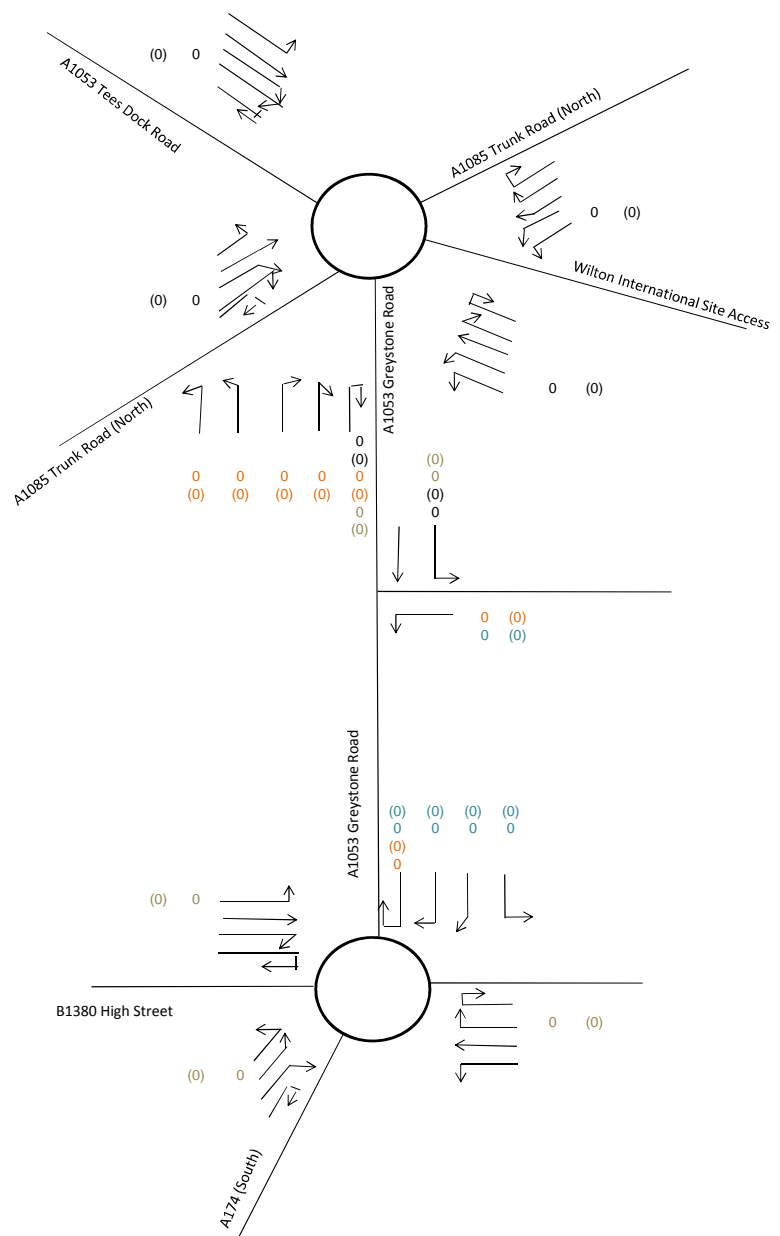 (0) 0
A1053 Tees Dock Road
A1085 Trunk Road (North)
0 (0)
Wilton International Site Access
(0) 0
A1053 Greystone Road
0 (0)
A1085 Trunk Road (North)
0
(0)
0 0 0 0 0
(0) (0) (0) (0) (0)
0
(0)
(0)
0
(0)
0
0 (0)
0 (0)
A1053 Greystone Road
(0) (0) (0) (0)
0 0 0 0
(0)
0
(0) 0
B1380 High Street
0 (0)
(0) 0
A174 (South)